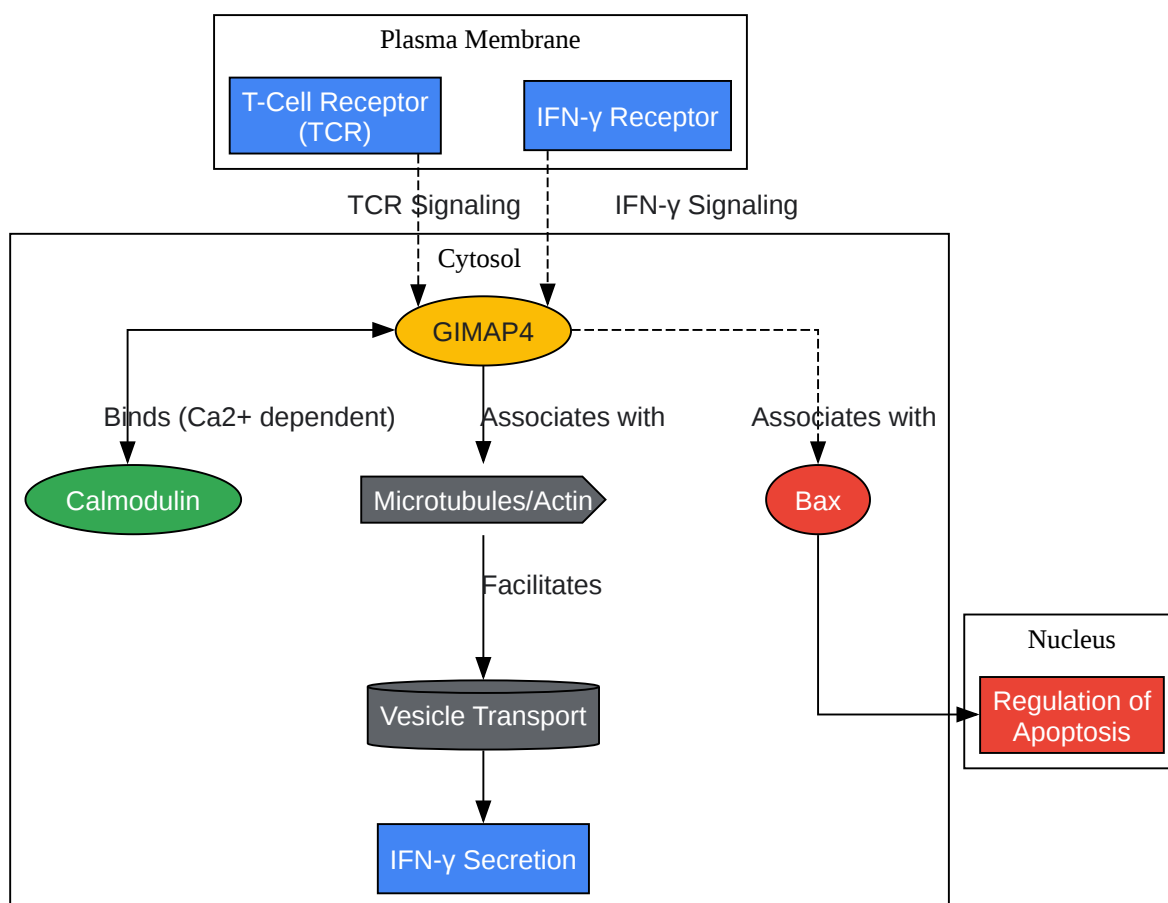 Plasma Membrane
T-Cell Receptor
(TCR)
IFN-γ Receptor
TCR Signaling
IFN-γ Signaling
Cytosol
GIMAP4
Binds (Ca2+ dependent)
Associates with
Associates with
Calmodulin
Microtubules/Actin
Bax
Facilitates
Nucleus
Regulation of
Apoptosis
Vesicle Transport
IFN-γ Secretion